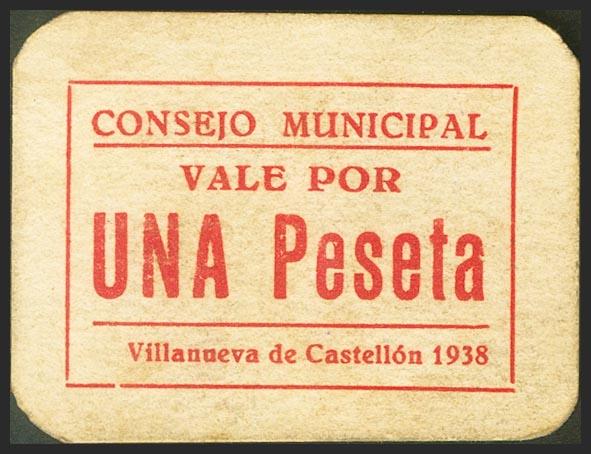 CONSEJO MUNICIPAL
VALE POR
UNA Peseta
Villanueva de Castellón 1938